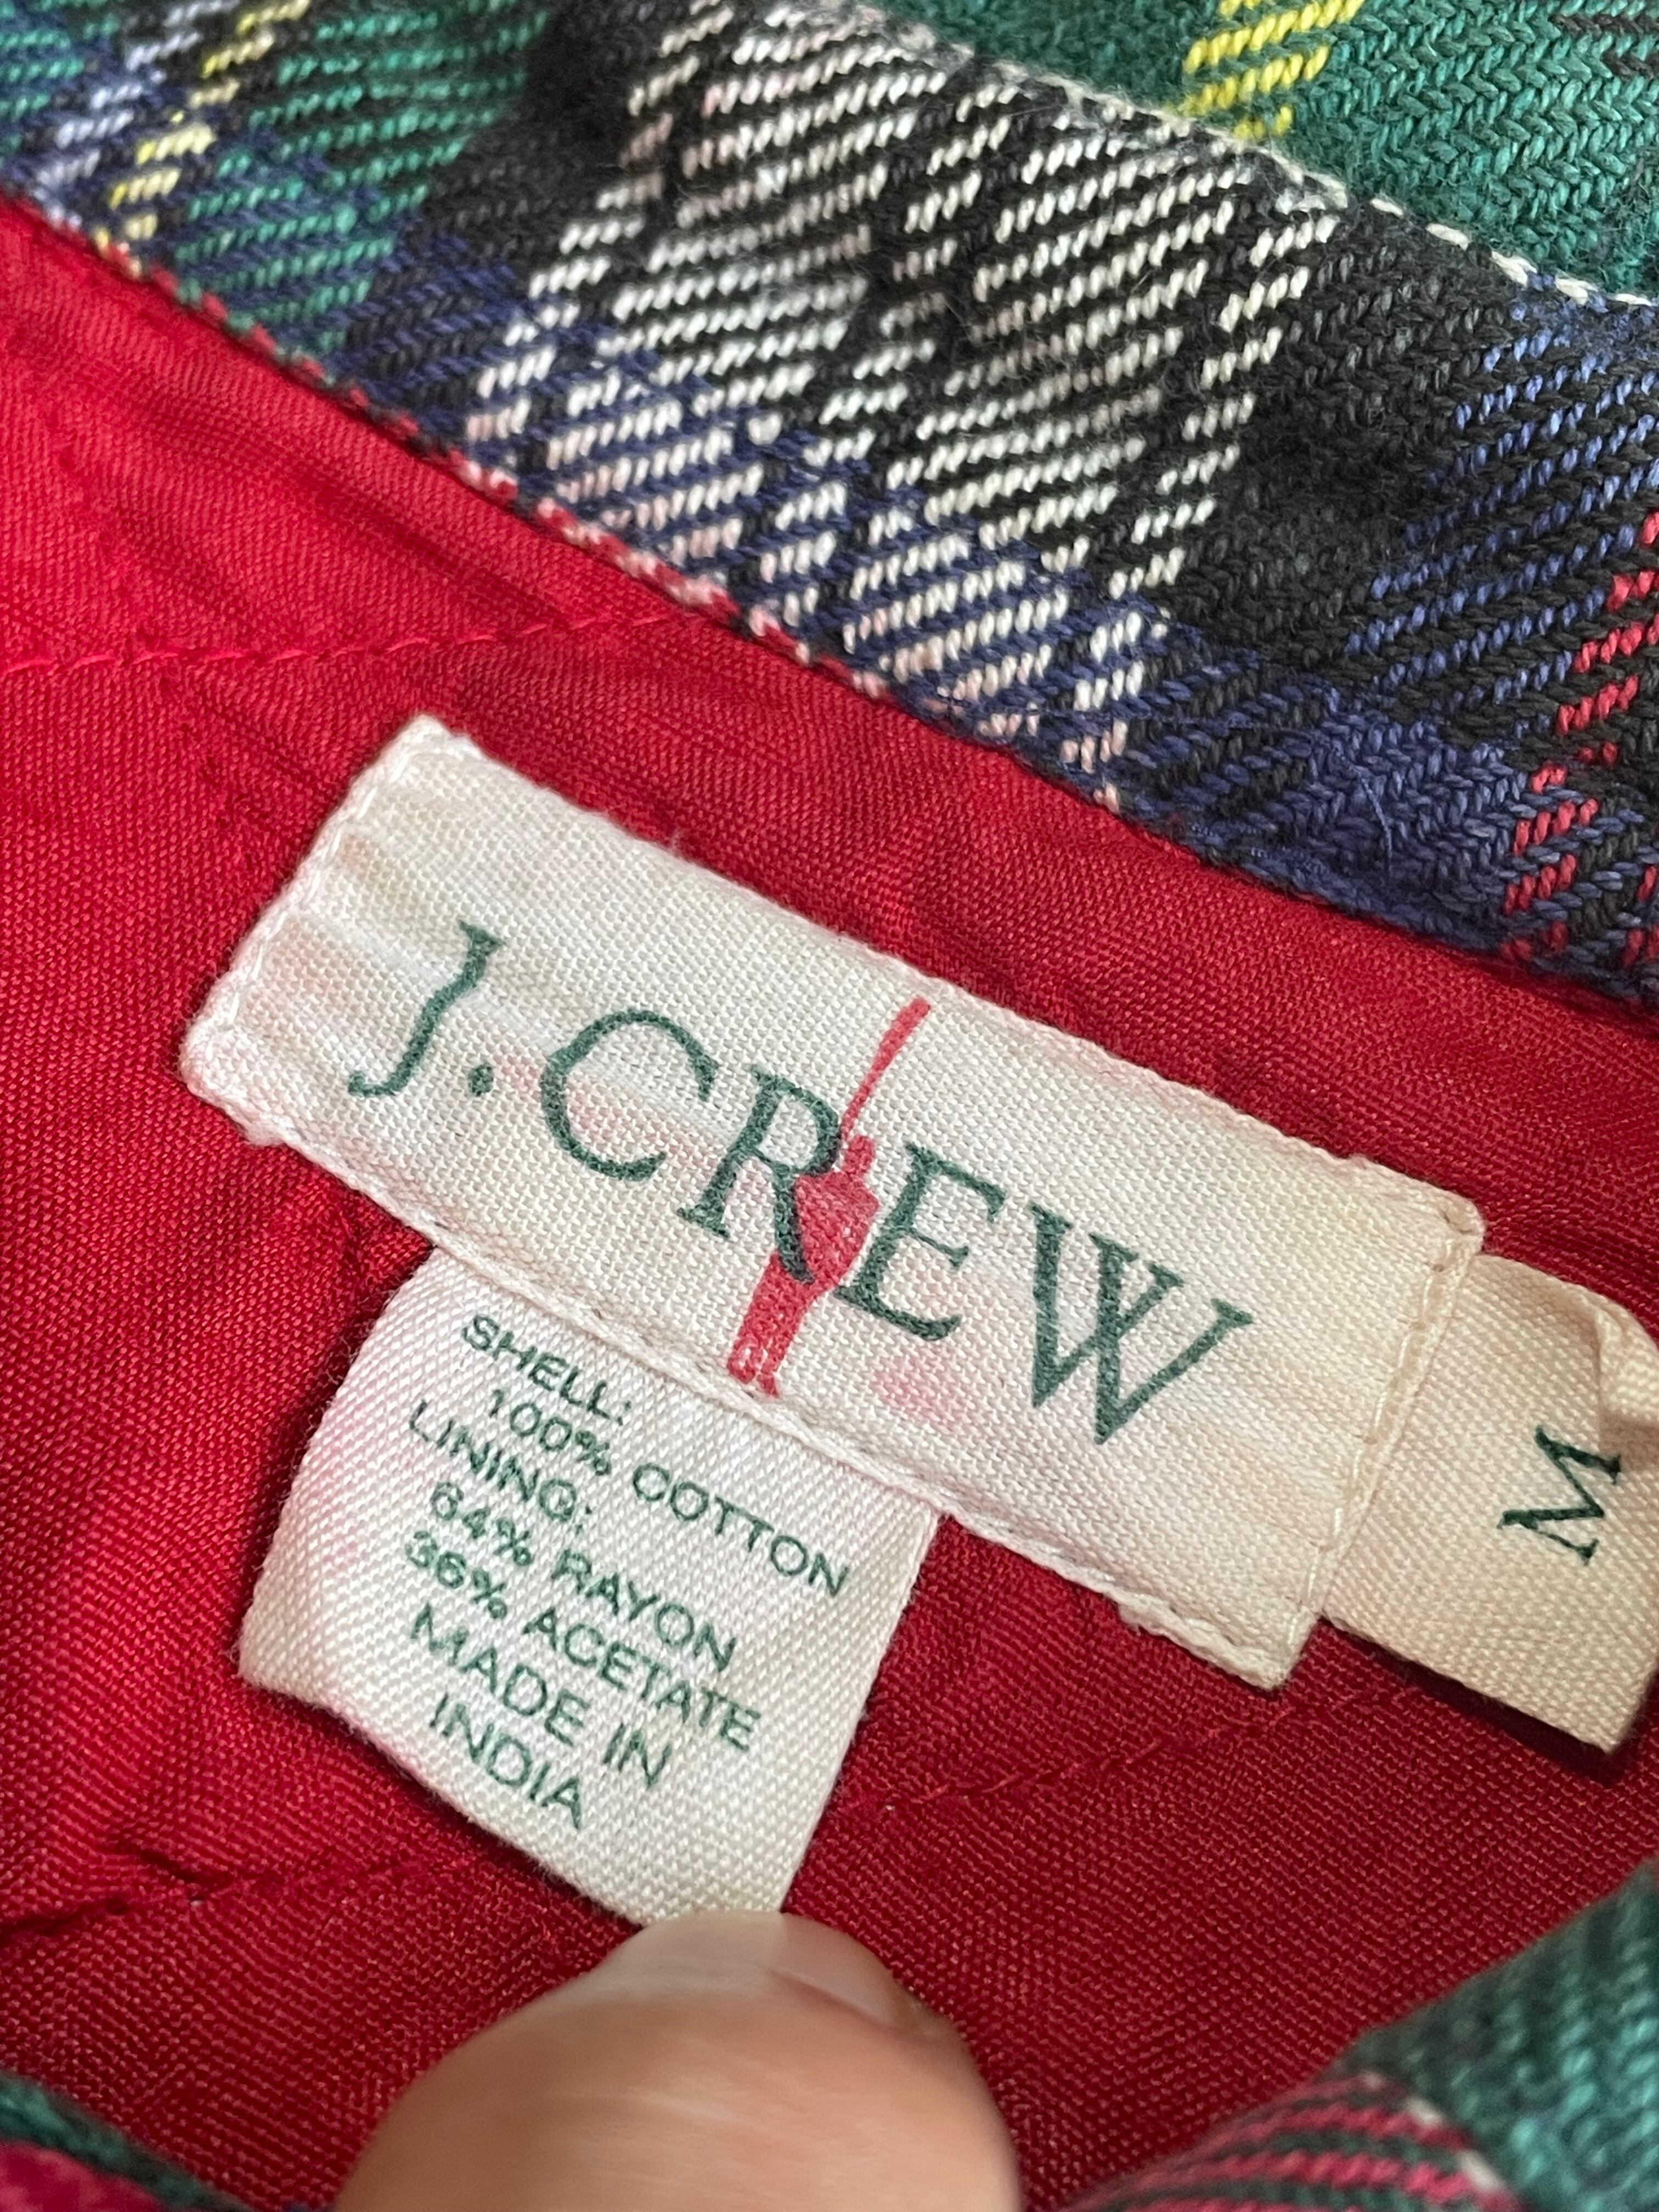 J.CREW
M
SHELL:
100% COTTON
LINING:
64% RAYON
36% ACETATE
MADE IN
INDIA